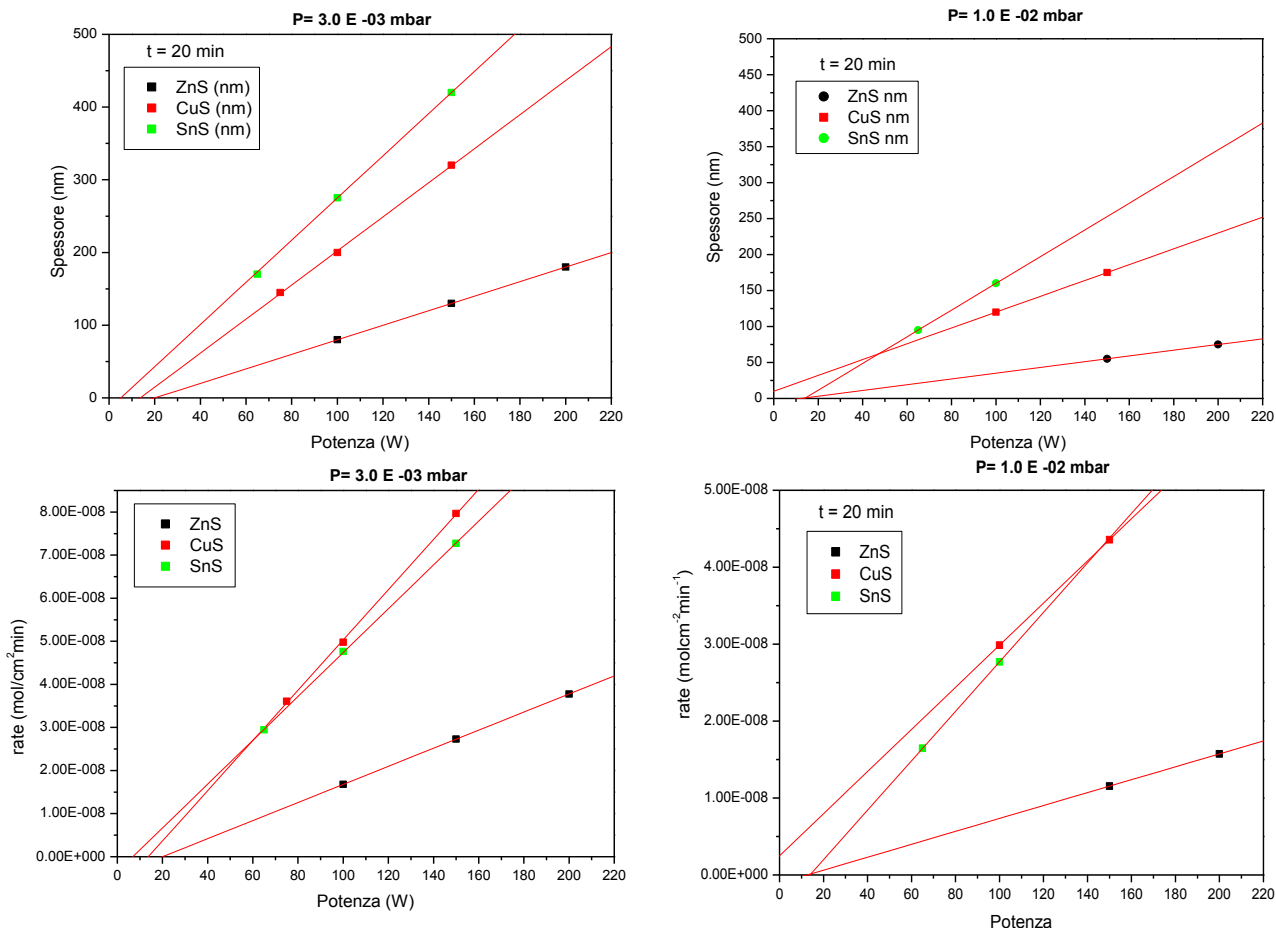 P= 3.0 E -03 mbar
t = 20 min
ZnS (nm)
CuS (nm)
SnS (nm)
500
400
300
200
100
0
Spessore (nm)
0 20 40 60 80 100 120 140 160 180 200 220
Potenza (W)
P= 1.0 E -02 mbar
t = 20 min
ZnS nm
CuS nm
SnS nm
500
450
400
350
300
250
200
150
100
50
0
Spessore (nm)
0 20 40 60 80 100 120 140 160 180 200 220
Potenza (W)
P= 3.0 E -03 mbar
ZnS
CuS
SnS
8.00E-008
7.00E-008
6.00E-008
5.00E-008
4.00E-008
3.00E-008
2.00E-008
1.00E-008
0.00E+000
rate (mol/cm²min)
0 20 40 60 80 100 120 140 160 180 200 220
Potenza (W)
P= 1.0 E -02 mbar
t = 20 min
ZnS
CuS
SnS
5.00E-008
4.00E-008
3.00E-008
2.00E-008
1.00E-008
0.00E+000
rate (molcm⁻²min⁻¹)
0 20 40 60 80 100 120 140 160 180 200 220
Potenza